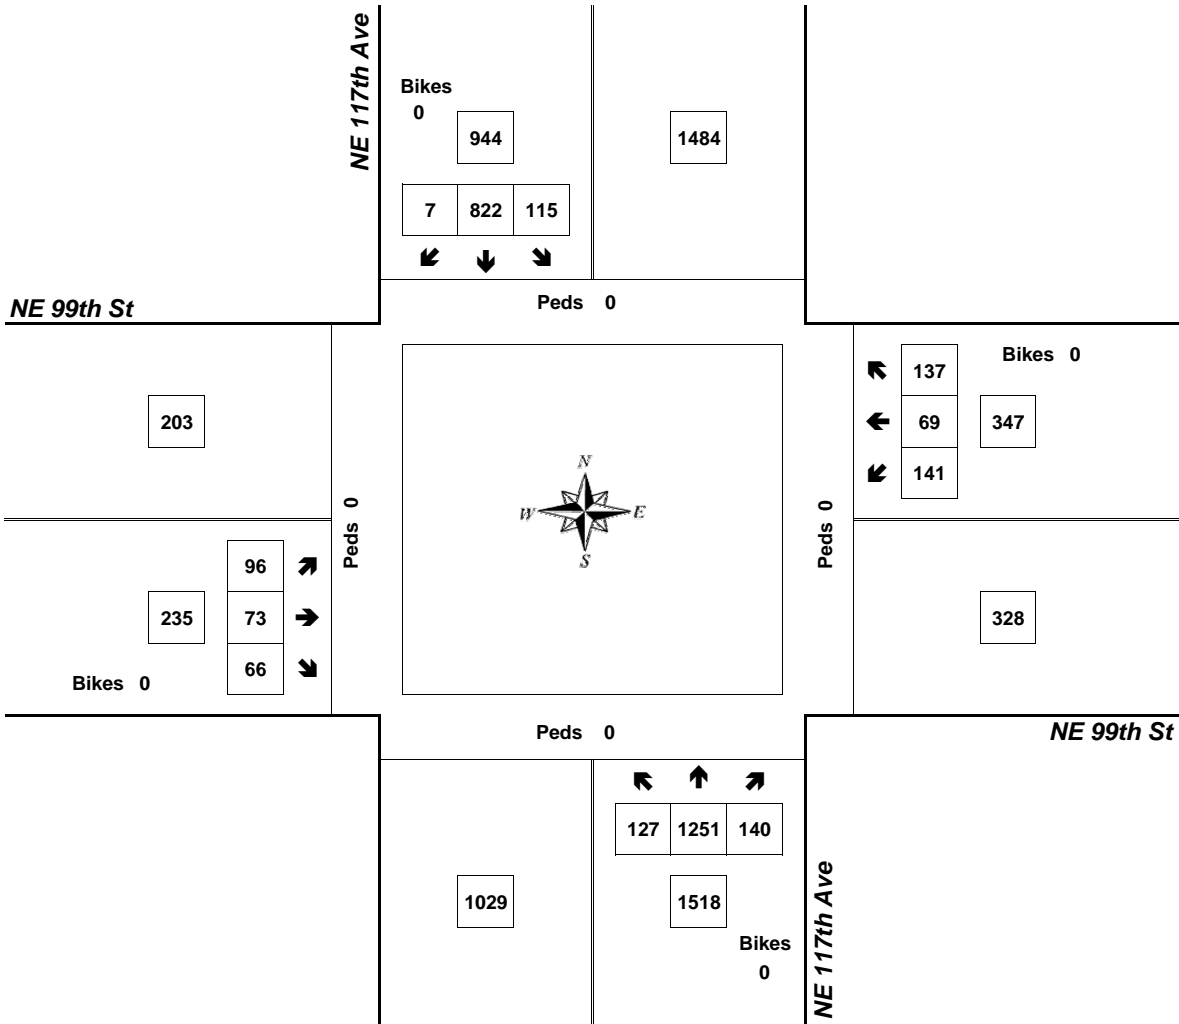 NE 117th Ave
Bikes
0
944
1484
7 822 115
NE 99th St
Peds 0
137
Bikes 0
203
69
347
141
N
W E
S
Peds 0
Peds 0
96
235
73
328
66
Bikes 0
Peds 0
NE 99th St
127 1251 140
1029
1518
Bikes
0
NE 117th Ave